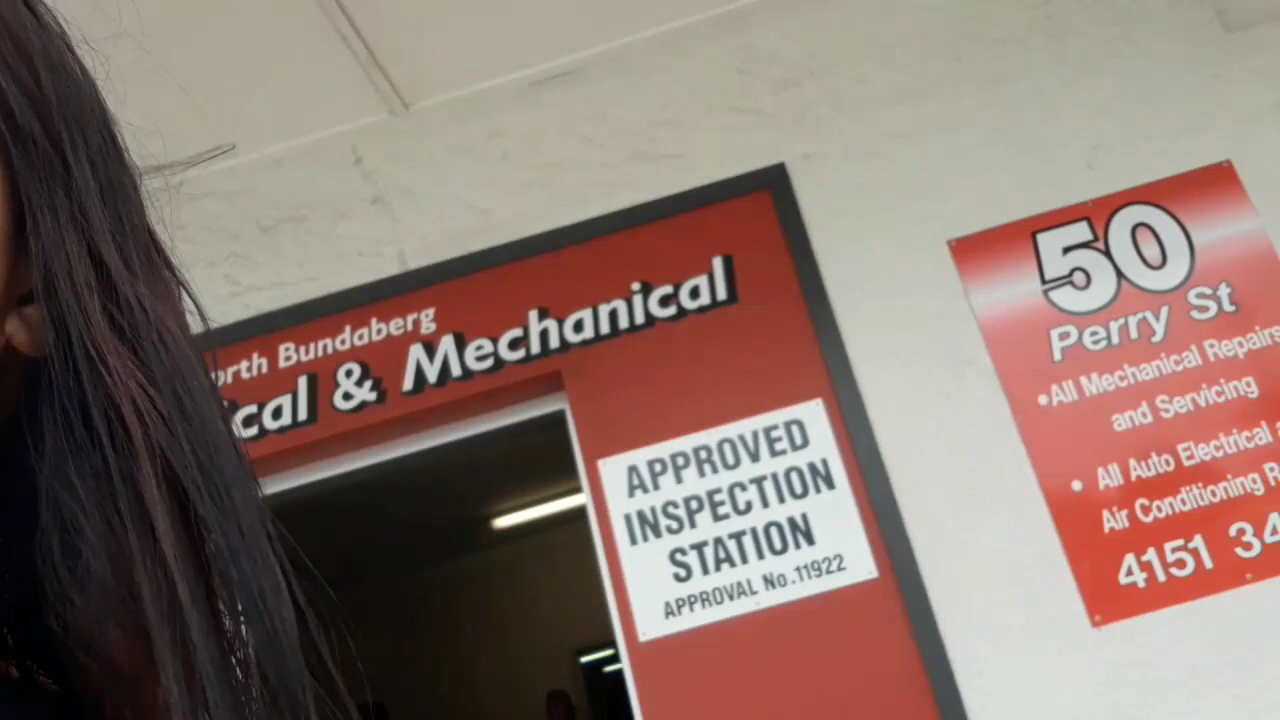 orth Bundaberg
ical & Mechanical
APPROVED
INSPECTION
STATION
APPROVAL No.11922
50
Perry St
•All Mechanical Repairs
and Servicing
• All Auto Electrical a
Air Conditioning R
4151 34